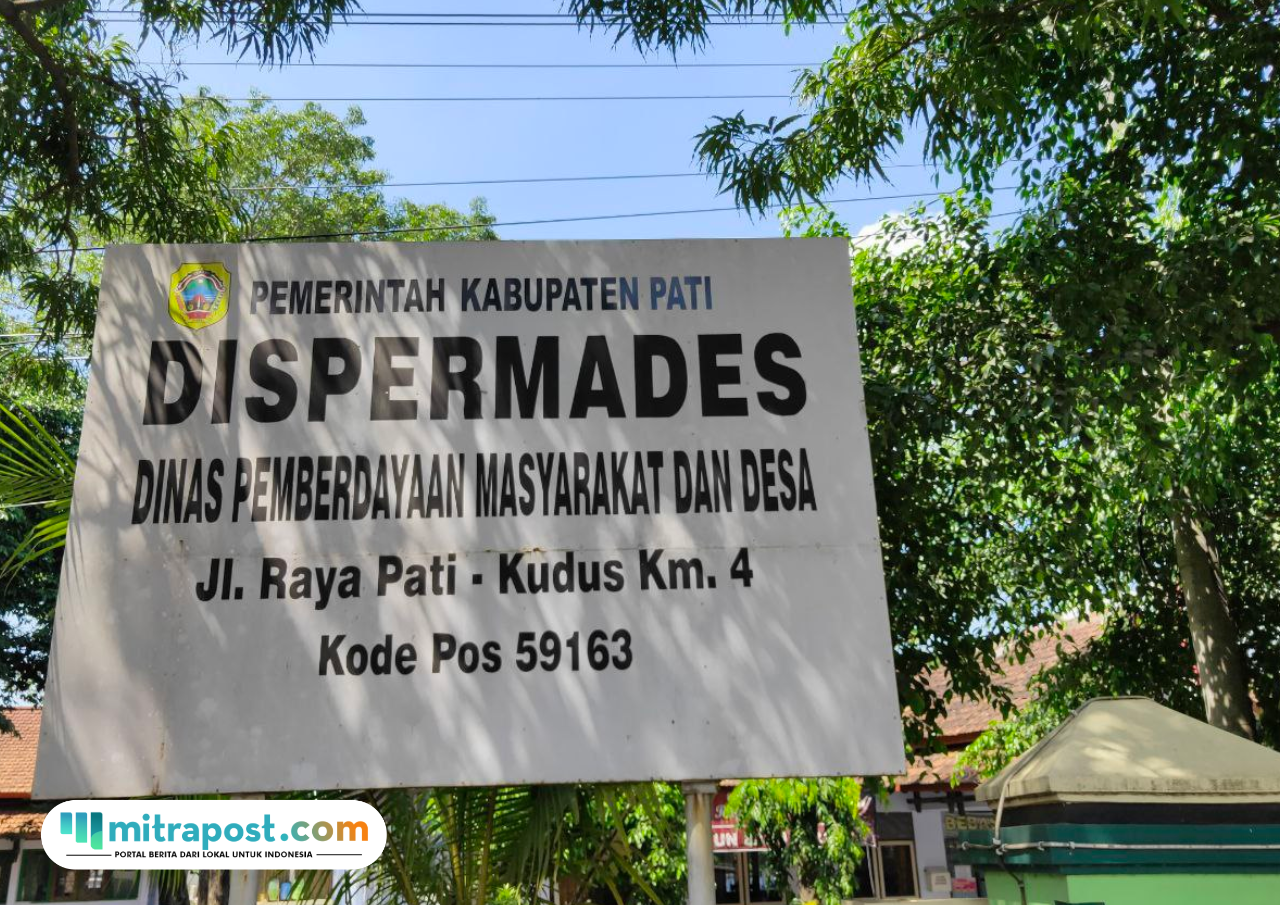 PEMERINTAH KABUPATEN PATI
DISPERMADES
DINAS PEMBERDAYAAN MASYARAKAT DAN DESA
Jl. Raya Pati - Kudus Km. 4
Kode Pos 59163
mitrapost.com
PORTAL BERITA DARI LOKAL UNTUK INDONESIA